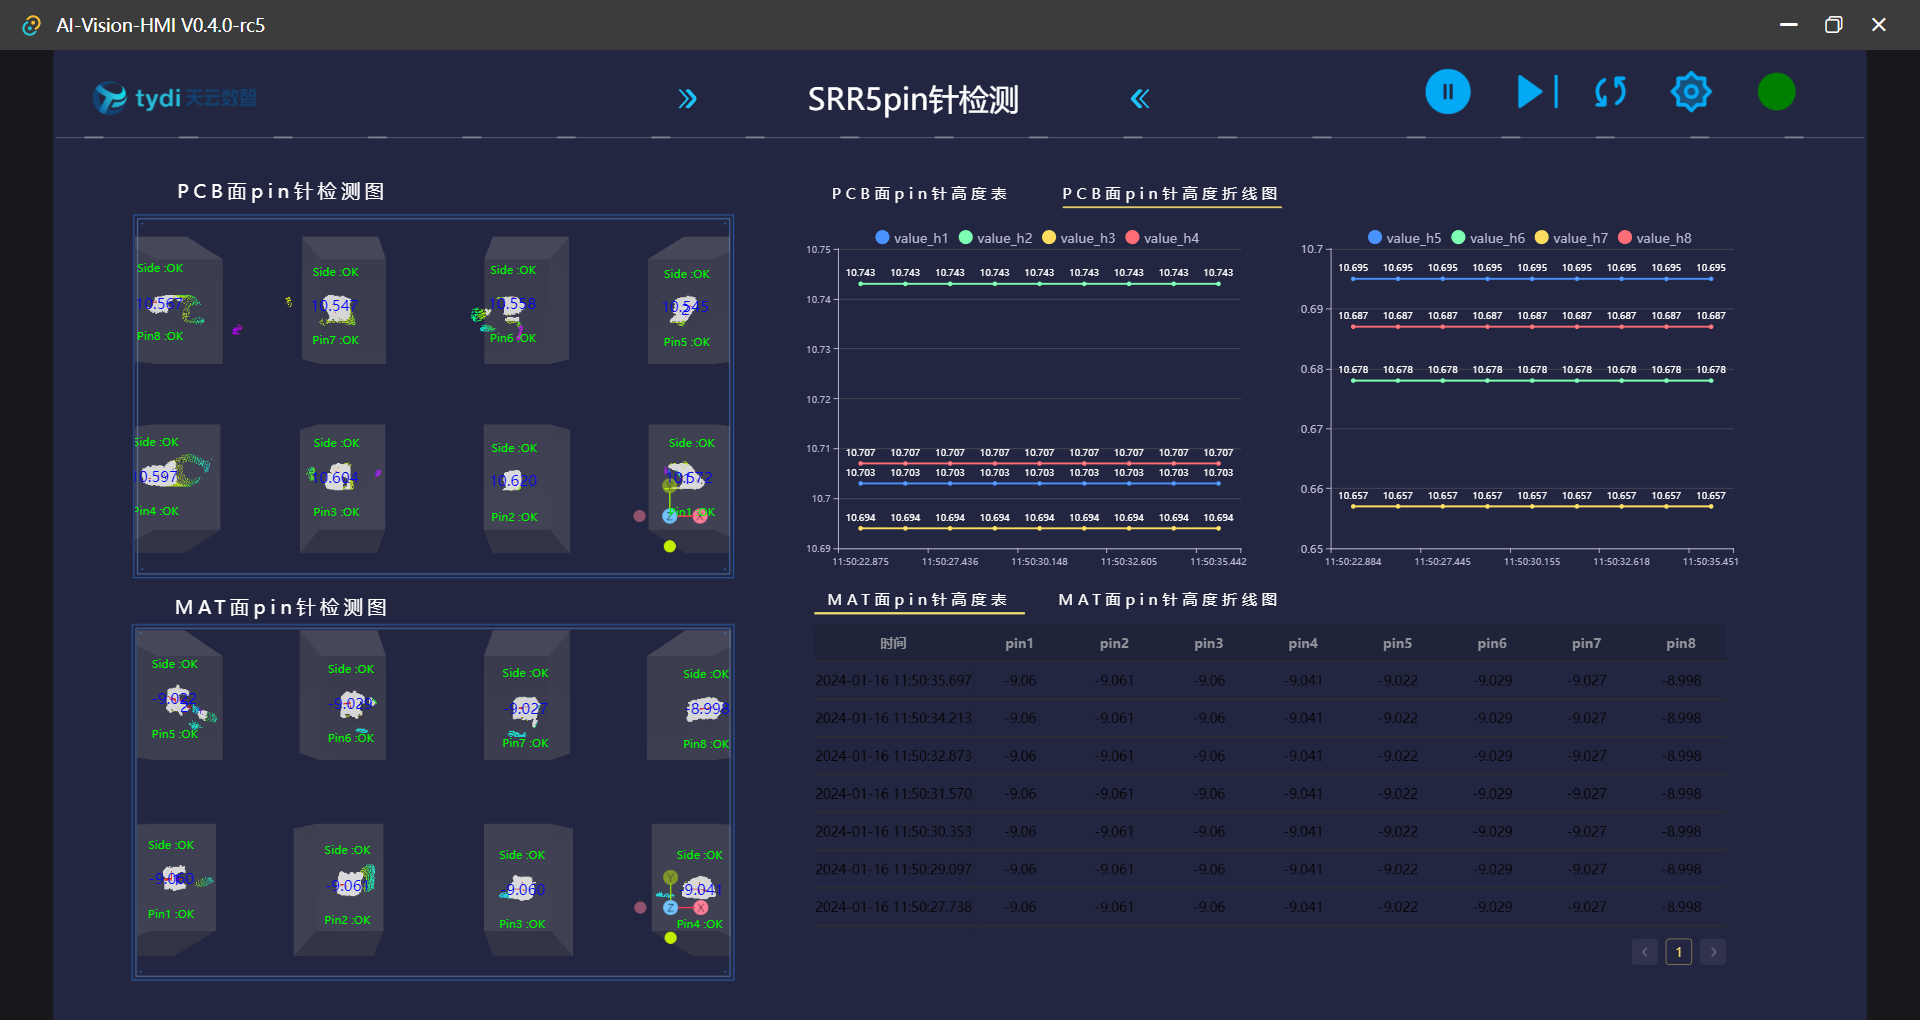 AI-Vision-HMI V0.4.0-rc5
tydi 天云数智
SRR5pin针检测
PCB面pin针检测图
Side :OK
10.567
Pin8 :OK
Side :OK
10.547
Pin7 :OK
Side :OK
10.558
Pin6 :OK
Side :OK
10.545
Pin5 :OK
Side :OK
10.597
Pin4 :OK
Side :OK
10.604
Pin3 :OK
Side :OK
10.620
Pin2 :OK
Side :OK
10.672
Pin1 :OK
Y
Z X
MAT面pin针检测图
Side :OK
-9.022
Pin5 :OK
Side :OK
-9.029
Pin6 :OK
Side :OK
-9.027
Pin7 :OK
Side :OK
-8.998
Pin8 :OK
Side :OK
-9.060
Pin1 :OK
Side :OK
-9.061
Pin2 :OK
Side :OK
-9.060
Pin3 :OK
Side :OK
-9.041
Pin4 :OK
Y
Z X
PCB面pin针高度表 PCB面pin针高度折线图
value_h1 value_h2 value_h3 value_h4
10.75
10.743 10.743 10.743 10.743 10.743 10.743 10.743 10.743 10.743
10.74
10.73
10.72
10.71
10.707 10.707 10.707 10.707 10.707 10.707 10.707 10.707 10.707
10.703 10.703 10.703 10.703 10.703 10.703 10.703 10.703 10.703
10.7
10.694 10.694 10.694 10.694 10.694 10.694 10.694 10.694 10.694
10.69
11:50:22.875 11:50:27.436 11:50:30.148 11:50:32.605 11:50:35.442
value_h5 value_h6 value_h7 value_h8
10.7
10.695 10.695 10.695 10.695 10.695 10.695 10.695 10.695 10.695
10.69
10.687 10.687 10.687 10.687 10.687 10.687 10.687 10.687 10.687
0.68
10.678 10.678 10.678 10.678 10.678 10.678 10.678 10.678 10.678
0.67
0.66
10.657 10.657 10.657 10.657 10.657 10.657 10.657 10.657 10.657
0.65
11:50:22.884 11:50:27.445 11:50:30.155 11:50:32.618 11:50:35.451
MAT面pin针高度表 MAT面pin针高度折线图
时间 pin1 pin2 pin3 pin4 pin5 pin6 pin7 pin8
2024-01-16 11:50:35.697 -9.06 -9.061 -9.06 -9.041 -9.022 -9.029 -9.027 -8.998
2024-01-16 11:50:34.213 -9.06 -9.061 -9.06 -9.041 -9.022 -9.029 -9.027 -8.998
2024-01-16 11:50:32.873 -9.06 -9.061 -9.06 -9.041 -9.022 -9.029 -9.027 -8.998
2024-01-16 11:50:31.570 -9.06 -9.061 -9.06 -9.041 -9.022 -9.029 -9.027 -8.998
2024-01-16 11:50:30.353 -9.06 -9.061 -9.06 -9.041 -9.022 -9.029 -9.027 -8.998
2024-01-16 11:50:29.097 -9.06 -9.061 -9.06 -9.041 -9.022 -9.029 -9.027 -8.998
2024-01-16 11:50:27.738 -9.06 -9.061 -9.06 -9.041 -9.022 -9.029 -9.027 -8.998
1